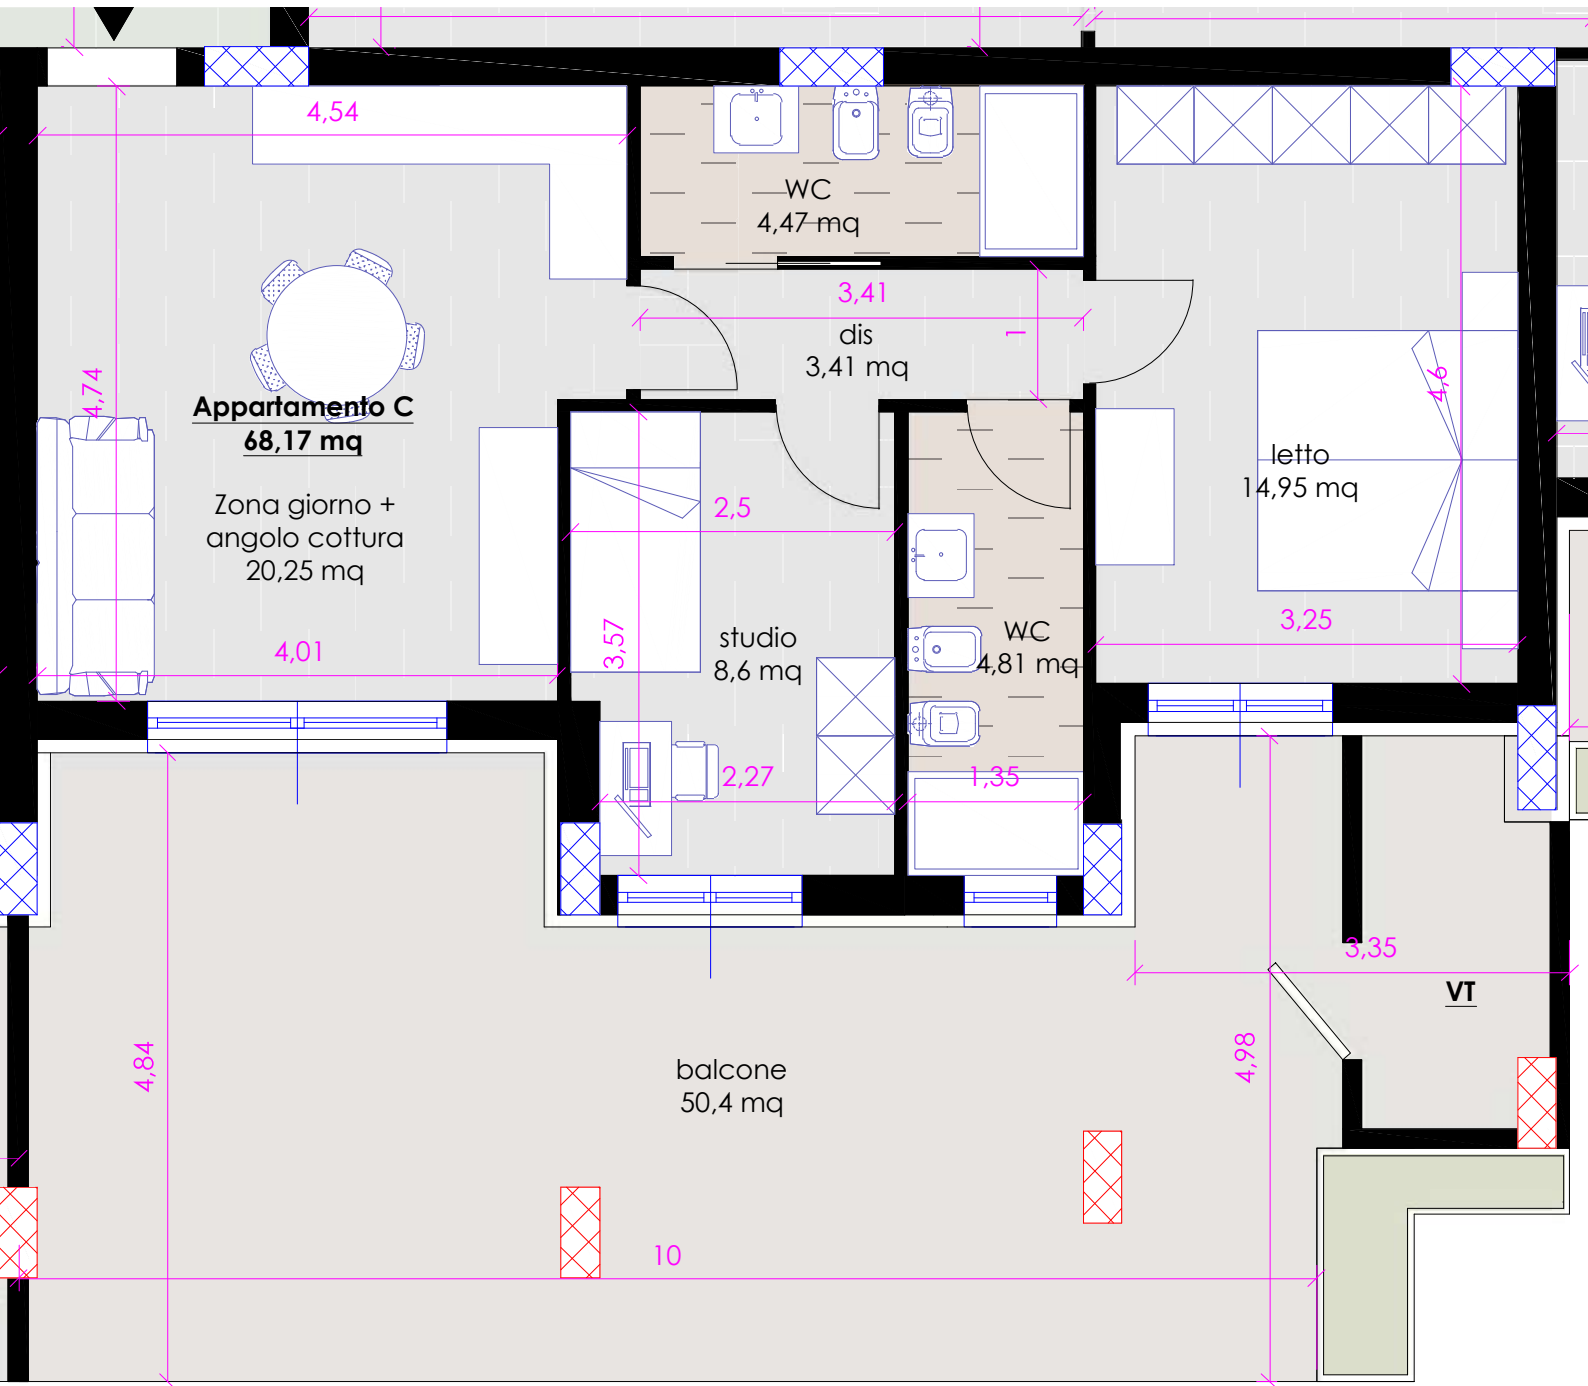 4,54
WC
4,47 mq
3,41
dis
3,41 mq
1
4,74
4,6
Appartamento C
68,17 mq
letto
14,95 mq
Zona giorno +
angolo cottura
20,25 mq
2,5
3,57
studio
8,6 mq
WC
4,81 mq
3,25
4,01
2,27
1,35
3,35
VT
4,84
4,98
balcone
50,4 mq
10